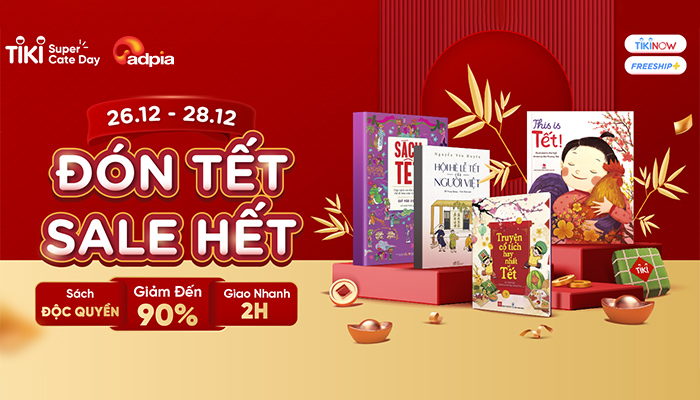 TIKI Super Cate Day
adpia
TIKINOW
FREESHIP+
26.12 - 28.12
ĐÓN TẾT
SALE HẾT
Sách
ĐỘC QUYỀN
Giảm Đến
90%
Giao Nhanh
2H
SÁCH
TẾT
HỘI HÈ LỄ TẾT
của
NGƯỜI VIỆT
This is
Tết!
Truyện
cổ tích
hay nhất
Tết
TIKI